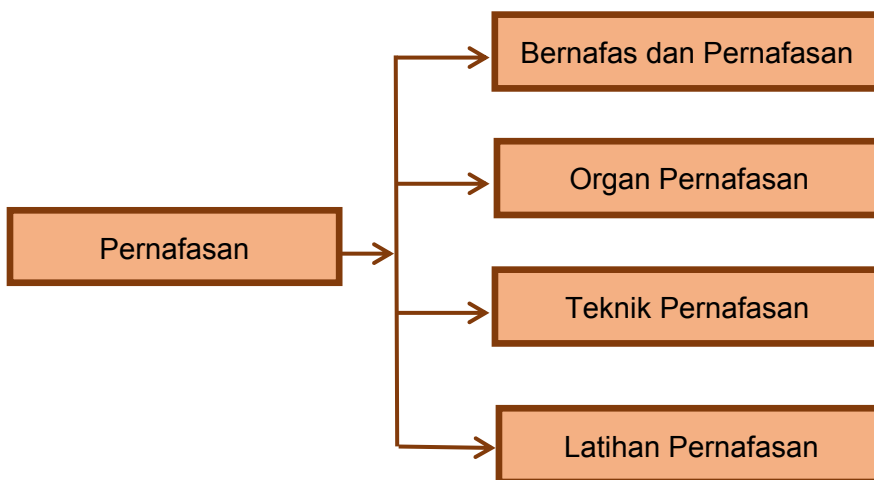 Bernafas dan Pernafasan
Organ Pernafasan
Pernafasan
Teknik Pernafasan
Latihan Pernafasan